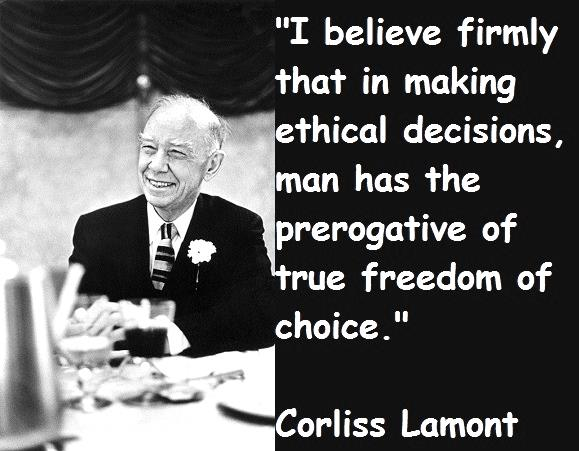 "I believe firmly
that in making
ethical decisions,
man has the
prerogative of
true freedom of
choice."
Corliss Lamont